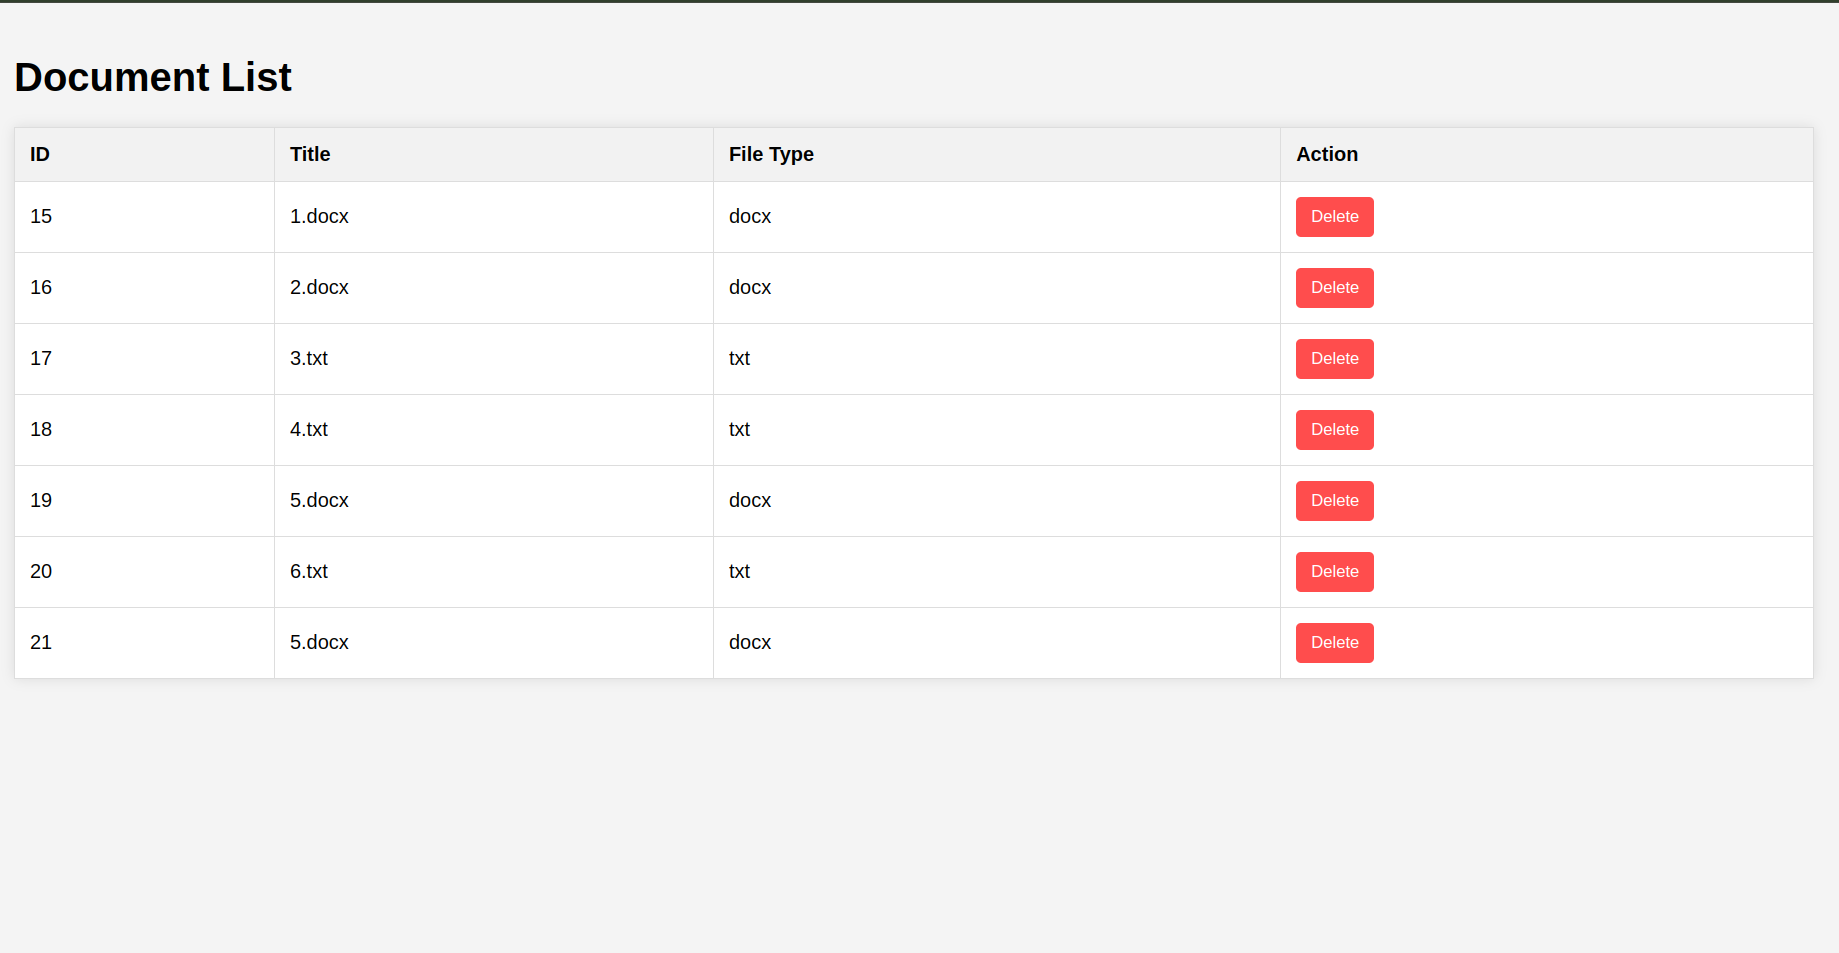 Document List
ID Title File Type Action
15 1.docx docx Delete
16 2.docx docx Delete
17 3.txt txt Delete
18 4.txt txt Delete
19 5.docx docx Delete
20 6.txt txt Delete
21 5.docx docx Delete